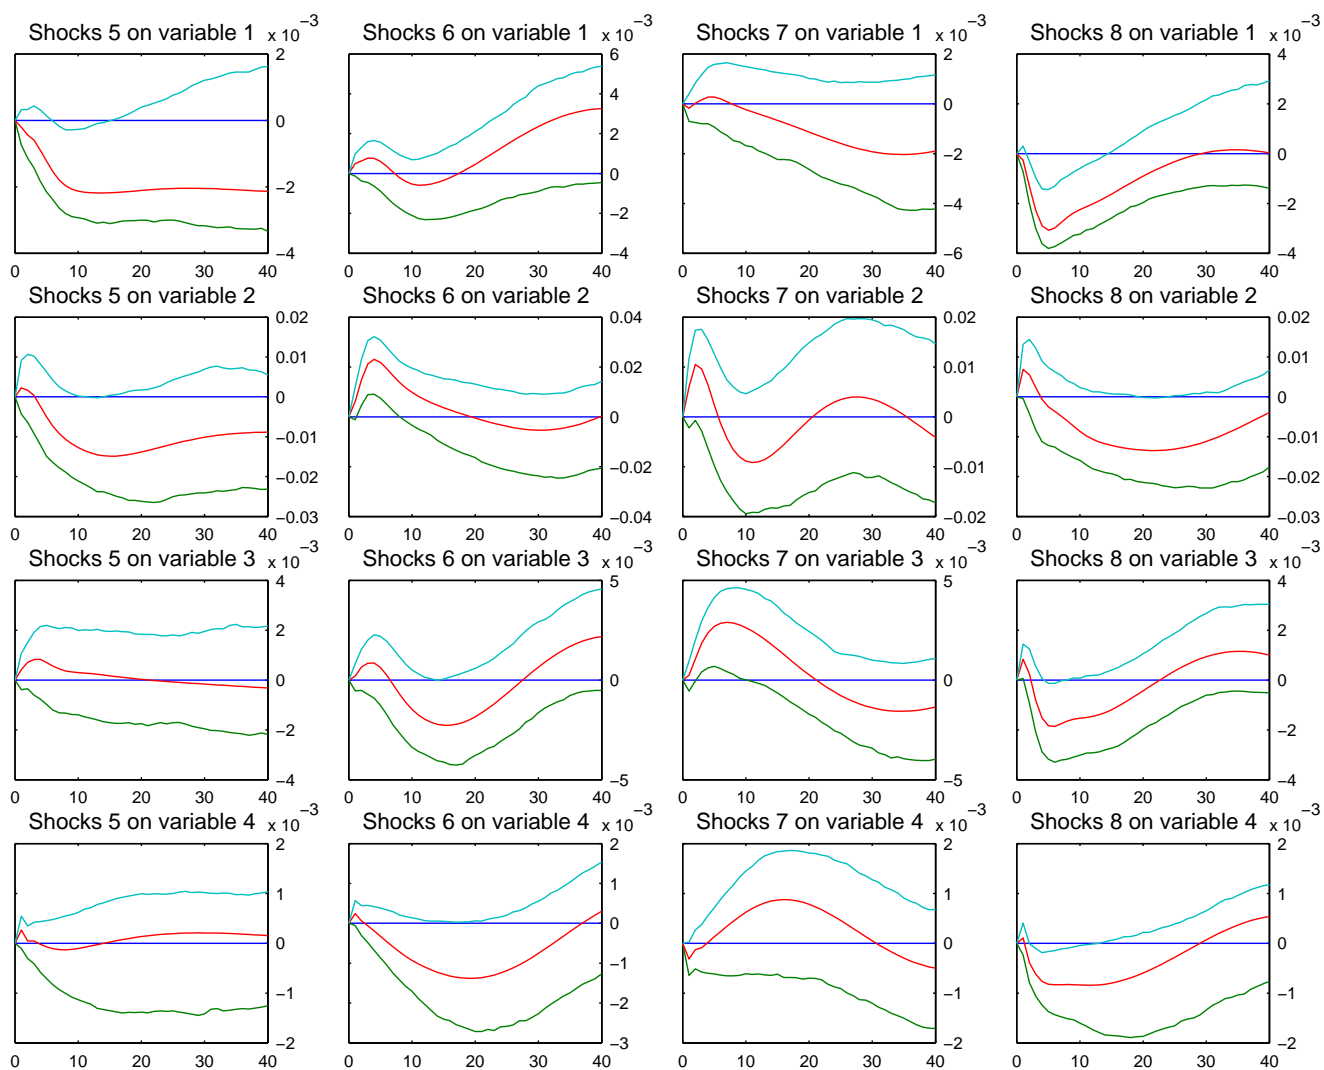 Shocks 5 on variable 1 x 10 −3
Shocks 6 on variable 1 x 10 −3
Shocks 7 on variable 1 x 10 −3
Shocks 8 on variable 1 x 10 −3
2 0 −2 −4
6 4 2 0 −2 −4
2 0 −2 −4 −6
4 2 0 −2 −4
0 10 20 30 40
0 10 20 30 40
0 10 20 30 40
0 10 20 30 40
Shocks 5 on variable 2
Shocks 6 on variable 2
Shocks 7 on variable 2
Shocks 8 on variable 2
0.02 0.01 0 −0.01 −0.02 −0.03
0.04 0.02 0 −0.02 −0.04
0.02 0.01 0 −0.01 −0.02
0.02 0.01 0 −0.01 −0.02 −0.03
0 10 20 30 40
0 10 20 30 40
0 10 20 30 40
0 10 20 30 40
Shocks 5 on variable 3 x 10 −3
Shocks 6 on variable 3 x 10 −3
Shocks 7 on variable 3 x 10 −3
Shocks 8 on variable 3 x 10 −3
4 2 0 −2 −4
5 0 −5
5 0 −5
4 2 0 −2 −4
0 10 20 30 40
0 10 20 30 40
0 10 20 30 40
0 10 20 30 40
Shocks 5 on variable 4 x 10 −3
Shocks 6 on variable 4 x 10 −3
Shocks 7 on variable 4 x 10 −3
Shocks 8 on variable 4 x 10 −3
2 1 0 −1 −2
2 1 0 −1 −2 −3
2 1 0 −1 −2
2 1 0 −1 −2
0 10 20 30 40
0 10 20 30 40
0 10 20 30 40
0 10 20 30 40